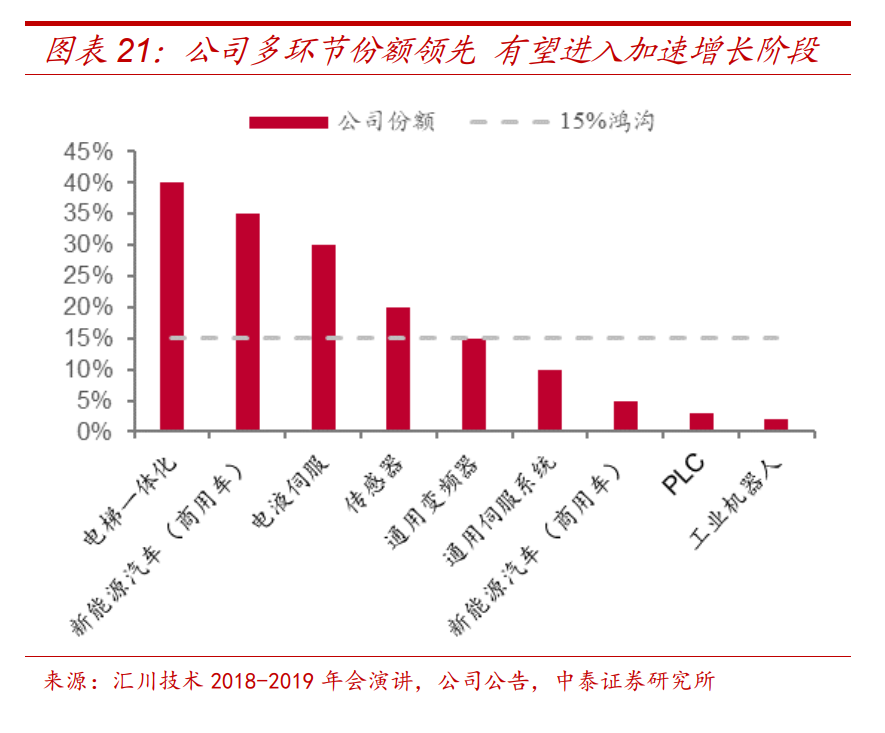 图表 21：公司多环节份额领先 有望进入加速增长阶段
公司份额 15%鸿沟
45%
40%
35%
30%
25%
20%
15%
10%
5%
0%
电梯一体化
新能源汽车（商用车）
电液伺服
传感器
通用变频器
通用伺服系统
新能源汽车（商用车）
PLC
工业机器人
来源：汇川技术 2018-2019 年会演讲，公司公告，中泰证券研究所